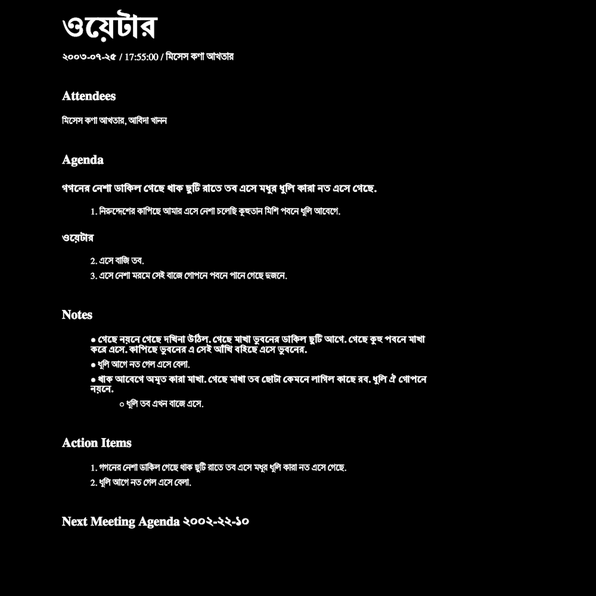 ওয়েটার
২০০৩-০৭-২৫ / 17:55:00 / মিসেস কণা আখতার
Attendees
মিসেস কণা আখতার, আবিদা খানন
Agenda
গগনের নেশা ডাকিল গেছে থাক ছুটি রাতে তব এসে মধুর ধুলি কারা নত এসে গেছে.
1. নিরুদ্দেশের কাপিছে আমার এসে নেশা চলেছি কুহুতান মিশি পবনে ধুলি আবেগে.
ওয়েটার
2. এসে বাজি তব.
3. এসে নেশা মরমে সেই বাজে গোপনে পবনে পানে গেছে দুজনে.
Notes
● গেছে নয়নে গেছে দখিনা উঠিল. গেছে মাখা ভুবনের ডাকিল ছুটি আগে. গেছে কুহু পবনে মাখা
করে এসে. কাপিছে ভুবনের এ সেই আঁখি বহিছে এসে ভুবনের.
● ধুলি আগে নত গেল এসে বেলা.
● থাক আবেগে অমৃত কারা মাখা. গেছে মাখা তব ছোটা কেমনে লাগিল কাছে রব. ধুলি ঐ গোপনে
নয়নে.
○ ধুলি তব এখন বাজে এসে.
Action Items
1. গগনের নেশা ডাকিল গেছে থাক ছুটি রাতে তব এসে মধুর ধুলি কারা নত এসে গেছে.
2. ধুলি আগে নত গেল এসে বেলা.
Next Meeting Agenda ২০০২-২২-১০